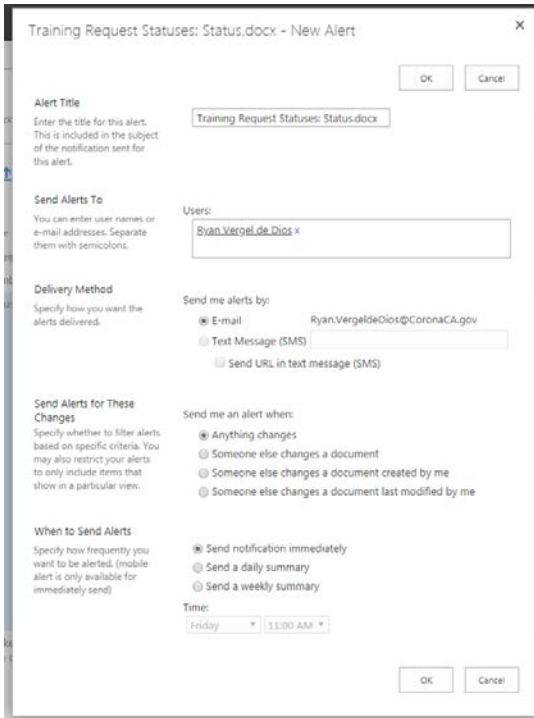 Training Request Statuses: Status.docx - New Alert
×
OK
Cancel
Alert Title
Enter the title for this alert.
This is included in the subject
of the notification sent for
this alert.
Training Request Statuses: Status.docx
Send Alerts To
You can enter user names or
e-mail addresses. Separate
them with semicolons.
Users:
Ryan Vergel de Dios x
Delivery Method
Specify how you want the
alerts delivered.
Send me alerts by:
E-mail
Ryan.VergeldeDios@CoronaCA.gov
Text Message (SMS)
Send URL in text message (SMS)
Send Alerts for These
Changes
Specify whether to filter alerts
based on specific criteria. You
may also restrict your alerts
to only include items that
show in a particular view.
Send me an alert when:
Anything changes
Someone else changes a document
Someone else changes a document created by me
Someone else changes a document last modified by me
When to Send Alerts
Specify how frequently you
want to be alerted. (mobile
alert is only available for
immediately send)
Send notification immediately
Send a daily summary
Send a weekly summary
Time:
Friday
11:00 AM
OK
Cancel